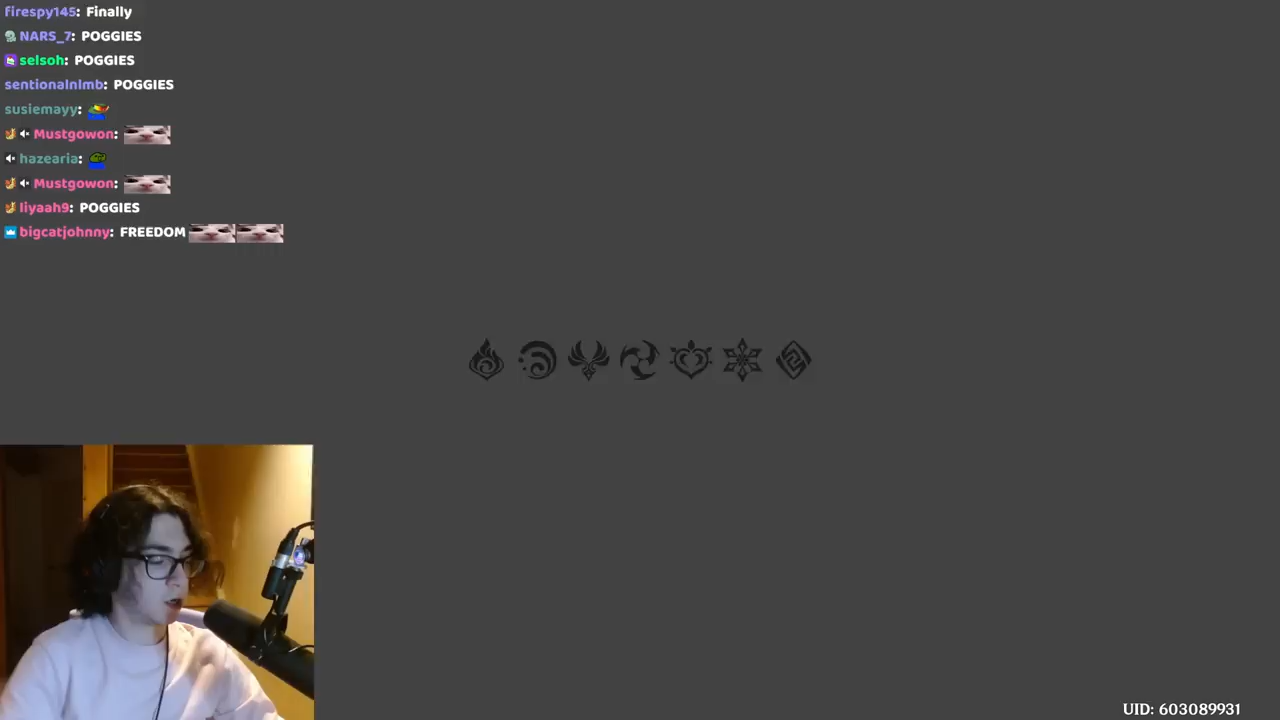 firespy145: Finally
NARS_7: POGGIES
selsoh: POGGIES
sentionalnlmb: POGGIES
susiemayy:
Mustgowon:
hazearia:
Mustgowon:
liyaah9: POGGIES
bigcatjohnny: FREEDOM
UID: 603089931